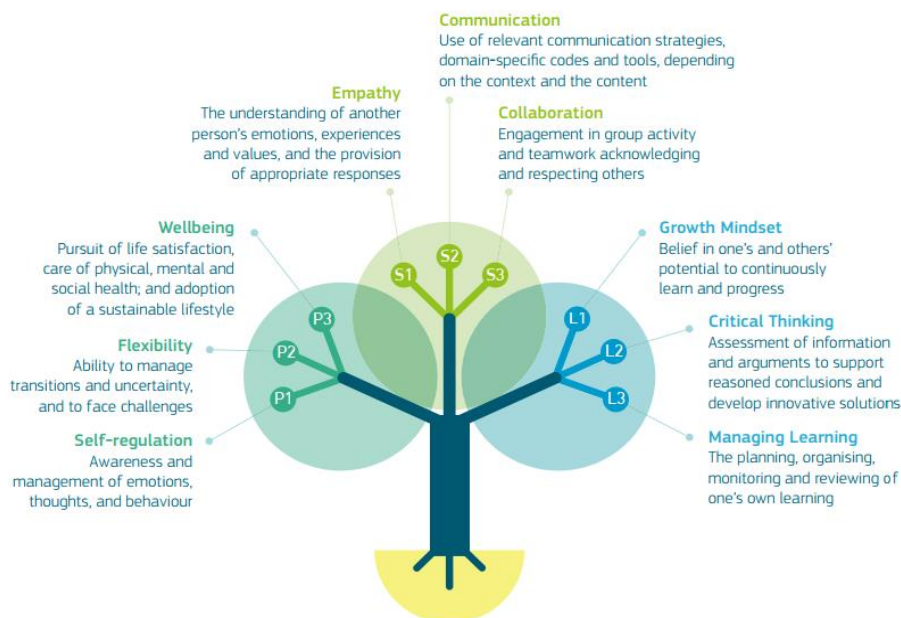 Communication
Use of relevant communication strategies,
domain-specific codes and tools, depending
on the context and the content
Empathy
The understanding of another
person's emotions, experiences
and values, and the provision
of appropriate responses
Collaboration
Engagement in group activity
and teamwork acknowledging
and respecting others
Wellbeing
Pursuit of life satisfaction,
care of physical, mental and
social health; and adoption
of a sustainable lifestyle
Flexibility
Ability to manage
transitions and uncertainty,
and to face challenges
Self-regulation
Awareness and
management of emotions,
thoughts, and behaviour
P1
P2
P3
S1
S2
S3
L1
L2
L3
Growth Mindset
Belief in one's and others'
potential to continuously
learn and progress
Critical Thinking
Assessment of information
and arguments to support
reasoned conclusions and
develop innovative solutions
Managing Learning
The planning, organising,
monitoring and reviewing of
one's own learning